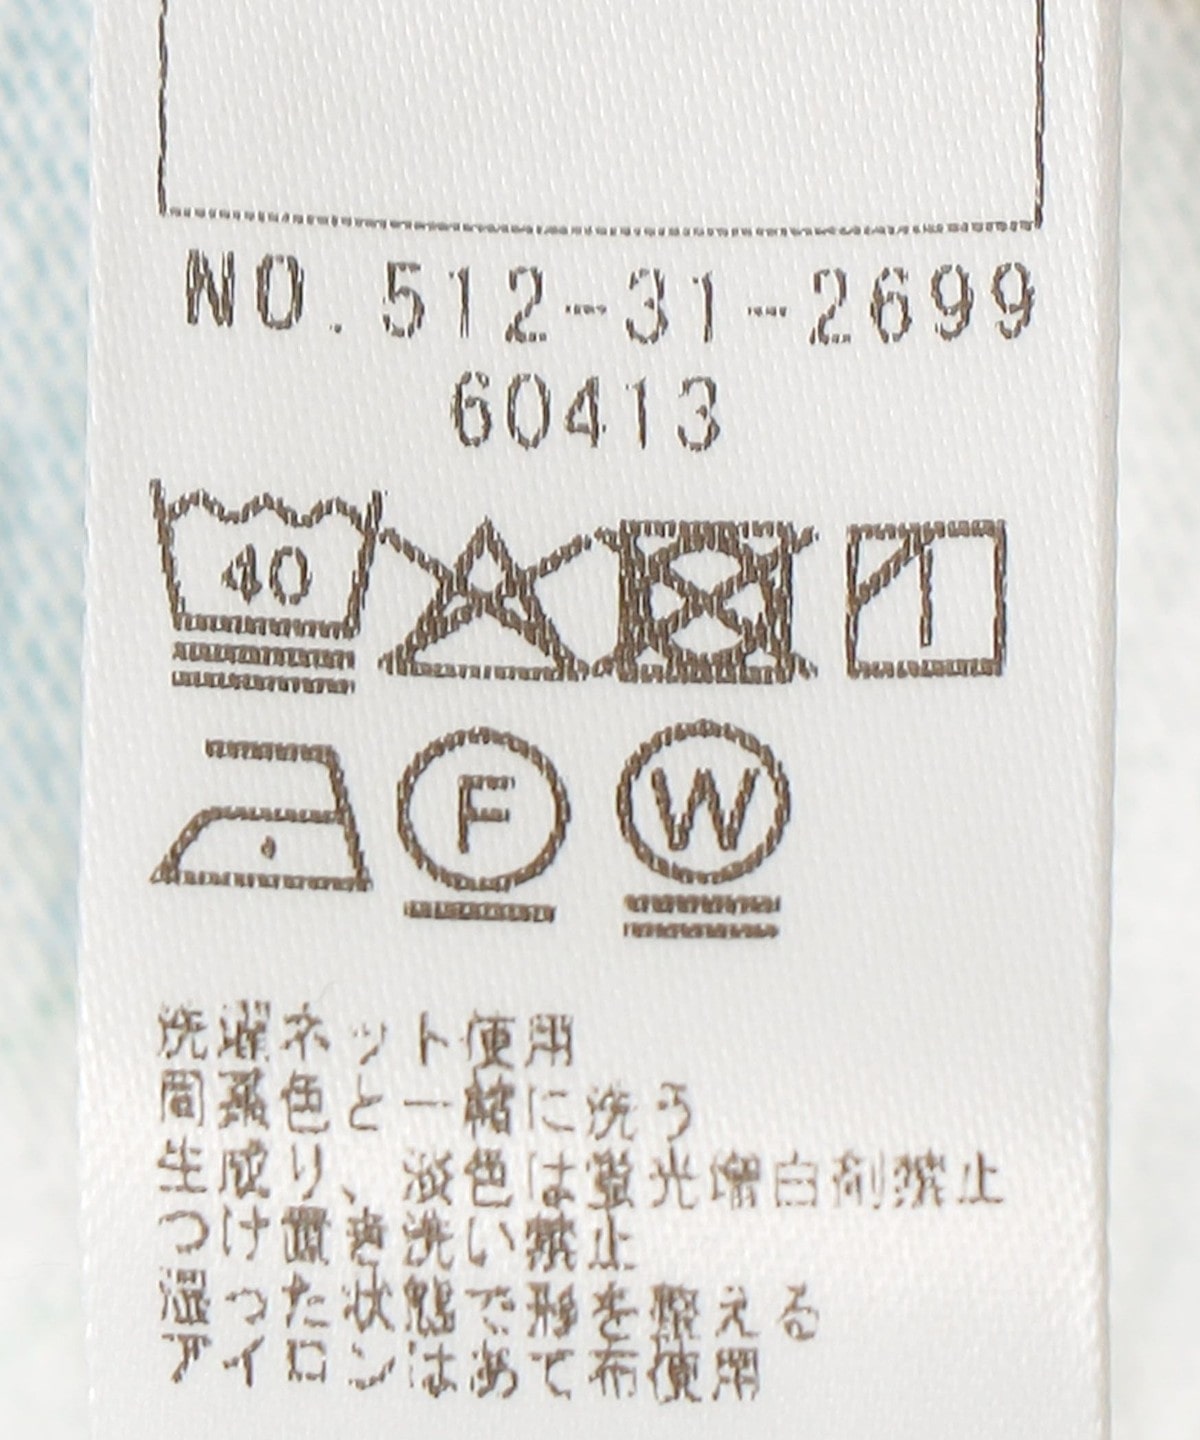 NO. 512-31-2699
60413
40
F
W
洗濯ネット使用
同系色と一緒に洗う
生成り、淡色は蛍光増白剤禁止
つけ置き洗い禁止
湿った状態で形を整える
アイロンはあて布使用